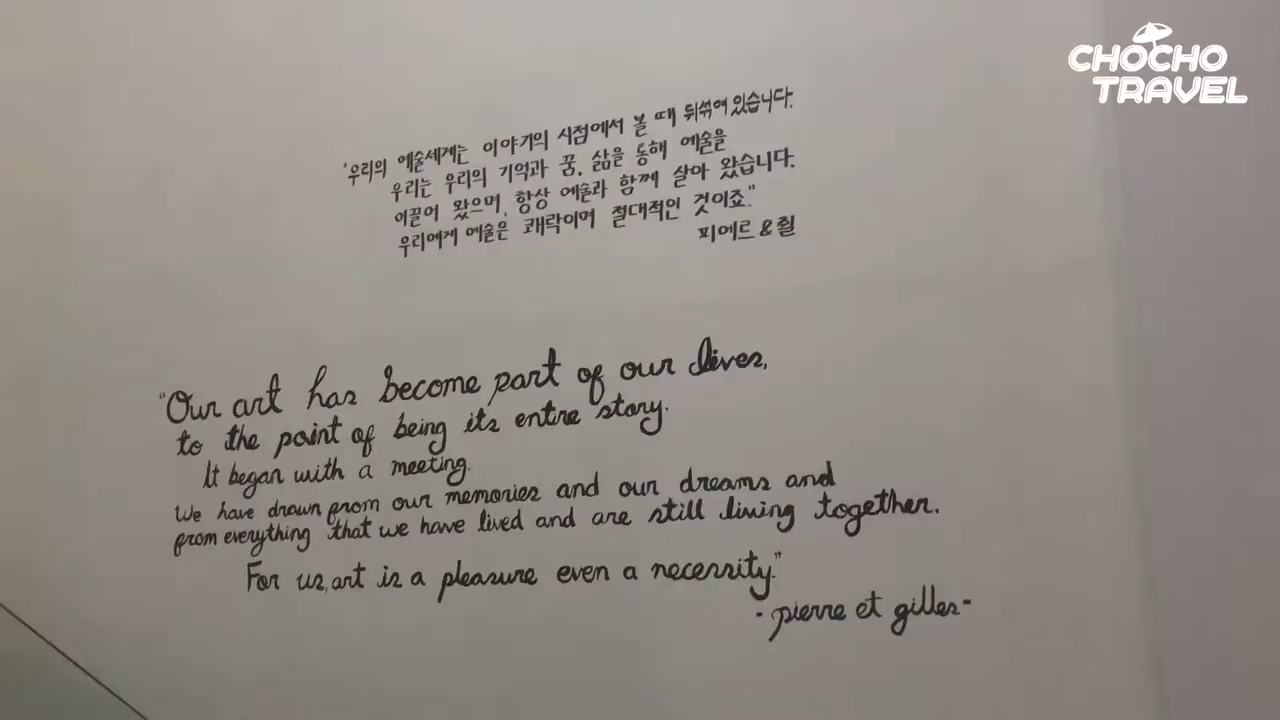 CHOCHO
TRAVEL
"우리의 예술세계는 이야기의 시점에서 볼 때 뒤섞여 있습니다.
우리는 우리의 기억과 꿈, 삶을 통해 예술을
이끌어 왔으며, 항상 예술과 함께 살아 왔습니다.
우리에게 예술은 쾌락이며 절대적인 것이죠."
피에르 & 쥘
"Our art has become part of our lives,
to the point of being its entire story.
It began with a meeting.
We have drawn from our memories and our dreams and
from everything that we have lived and are still living together.
For us, art is a pleasure even a necessity."
- pierre et gilles -